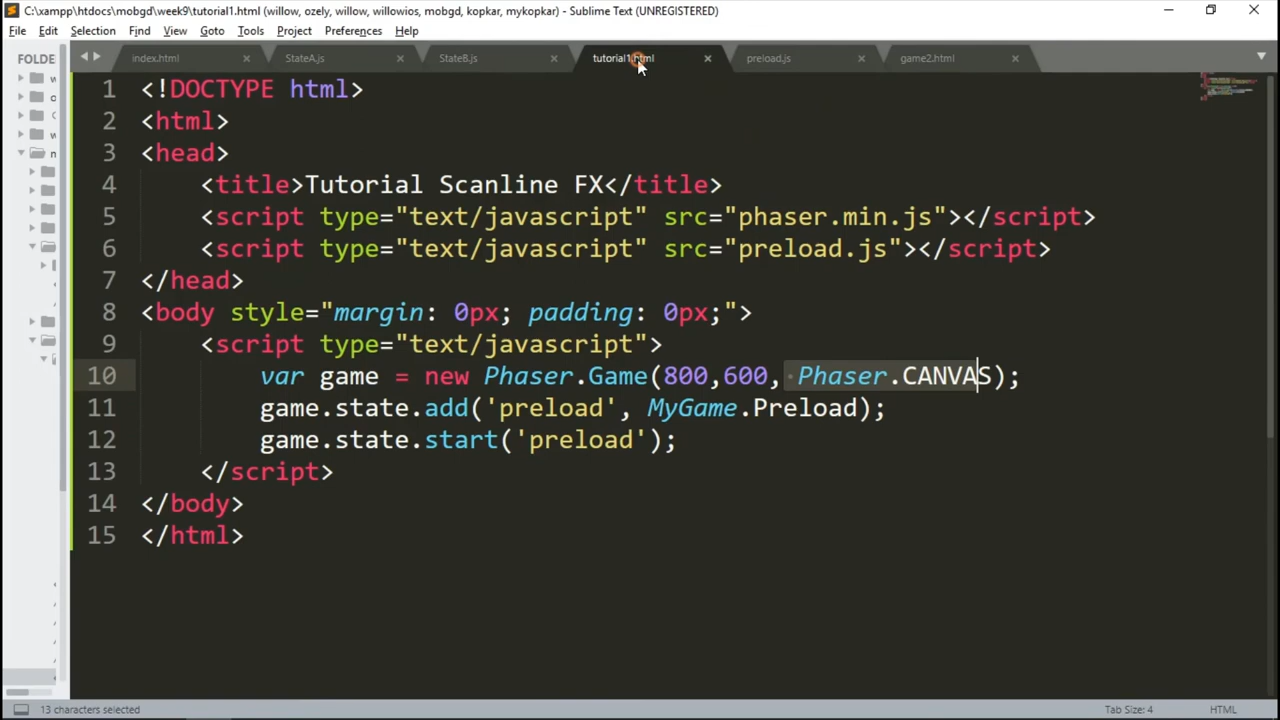 C:\xampp\htdocs\mobgd\week9\tutorial1.html (willow, ozely, willow, willowios, mobgd, kopkar, mykopkar) - Sublime Text (UNREGISTERED)
File Edit Selection Find View Goto Tools Project Preferences Help
FOLDE index.html StateA.js StateB.js tutorial1.html preload.js game2.html
1 <!DOCTYPE html>
2 <html>
3 <head>
4 <title>Tutorial Scanline FX</title>
5 <script type="text/javascript" src="phaser.min.js"></script>
6 <script type="text/javascript" src="preload.js"></script>
7 </head>
8 <body style="margin: 0px; padding: 0px;">
9 <script type="text/javascript">
10 var game = new Phaser.Game(800,600, Phaser.CANVAS);
11 game.state.add('preload', MyGame.Preload);
12 game.state.start('preload');
13 </script>
14 </body>
15 </html>
13 characters selected Tab Size: 4 HTML